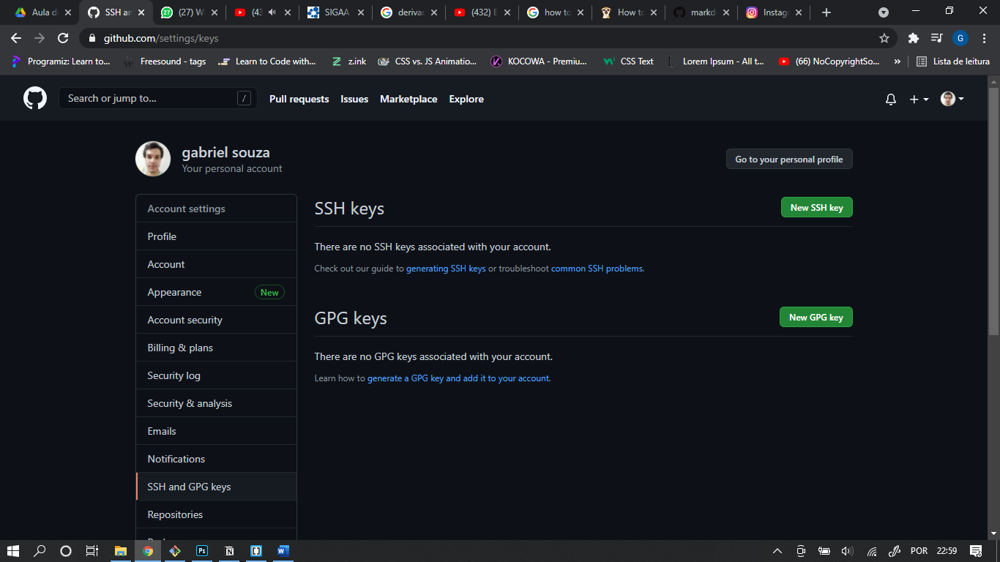 Aula d
SSH an
(27) W
(43
SIGAA
derivad
(432) E
how to
How to
markd
Instag
github.com/settings/keys
G
Programiz: Learn to...
Freesound - tags
Learn to Code with...
z.ink
CSS vs. JS Animatio...
KOCOWA - Premiu...
CSS Text
Lorem Ipsum - All t...
(66) NoCopyrightSo...
»
Lista de leitura
Search or jump to...
/
Pull requests
Issues
Marketplace
Explore
gabriel souza
Your personal account
Go to your personal profile
Account settings
Profile
Account
Appearance
New
Account security
Billing & plans
Security log
Security & analysis
Emails
Notifications
SSH and GPG keys
Repositories
SSH keys
New SSH key
There are no SSH keys associated with your account.
Check out our guide to generating SSH keys or troubleshoot common SSH problems.
GPG keys
New GPG key
There are no GPG keys associated with your account.
Learn how to generate a GPG key and add it to your account.
POR
22:59